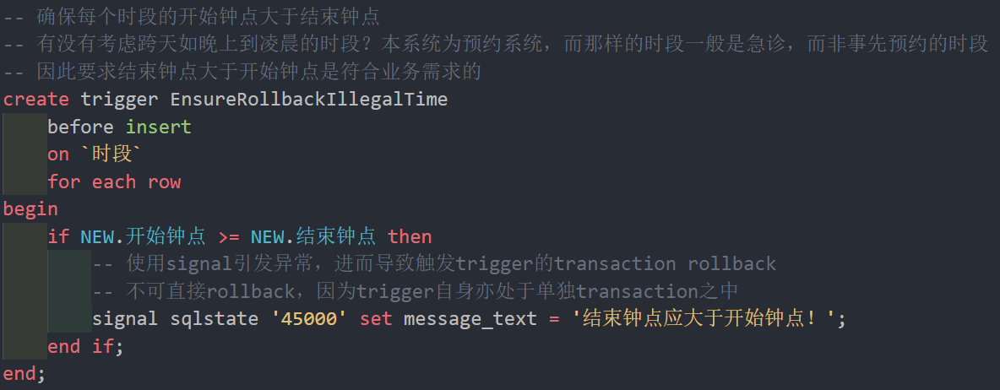 -- 确保每个时段的开始钟点大于结束钟点
-- 有没有考虑跨天如晚上到凌晨的时段？本系统为预约系统，而那样的时段一般是急诊，而非事先预约的时段
-- 因此要求结束钟点大于开始钟点是符合业务需求的
create trigger EnsureRollbackIllegalTime
    before insert
    on `时段`
    for each row
begin
    if NEW.开始钟点 >= NEW.结束钟点 then
        -- 使用signal引发异常，进而导致触发trigger的transaction rollback
        -- 不可直接rollback，因为trigger自身亦处于单独transaction之中
        signal sqlstate '45000' set message_text = '结束钟点应大于开始钟点！';
    end if;
end;